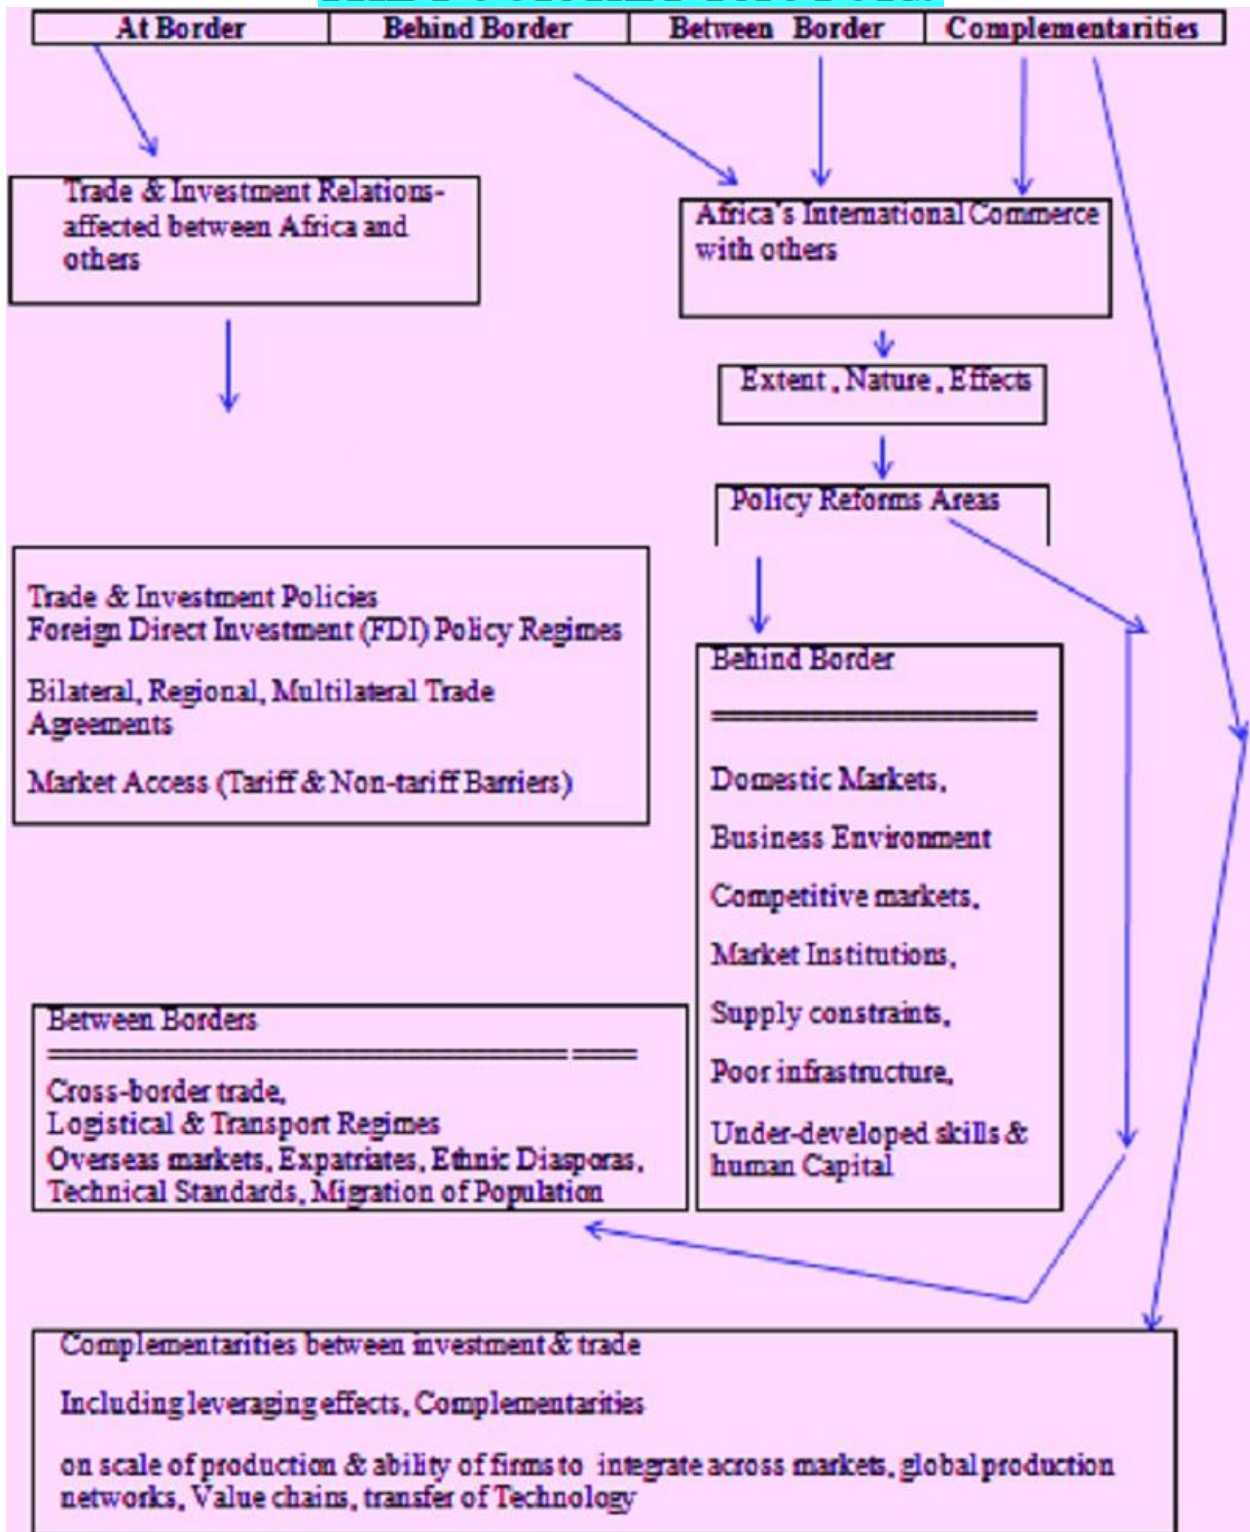 At Border Behind Border Between Border Complementarities
Trade & Investment Relations-
affected between Africa and
others
Africa's International Commerce
with others
Extent, Nature, Effects
Policy Reforms Areas
Trade & Investment Policies
Foreign Direct Investment (FDI) Policy Regimes
Bilateral, Regional, Multilateral Trade
Agreements
Market Access (Tariff & Non-tariff Barriers)
Behind Border
===================
Domestic Markets,
Business Environment
Competitive markets,
Market Institutions,
Supply constraints,
Poor infrastructure,
Under-developed skills &
human Capital
Between Borders
============================== ====
Cross-border trade,
Logistical & Transport Regimes
Overseas markets, Expatriates, Ethnic Diasporas,
Technical Standards, Migration of Population
Complementarities between investment & trade
Including leveraging effects, Complementarities
on scale of production & ability of firms to integrate across markets, global production
networks, Value chains, transfer of Technology